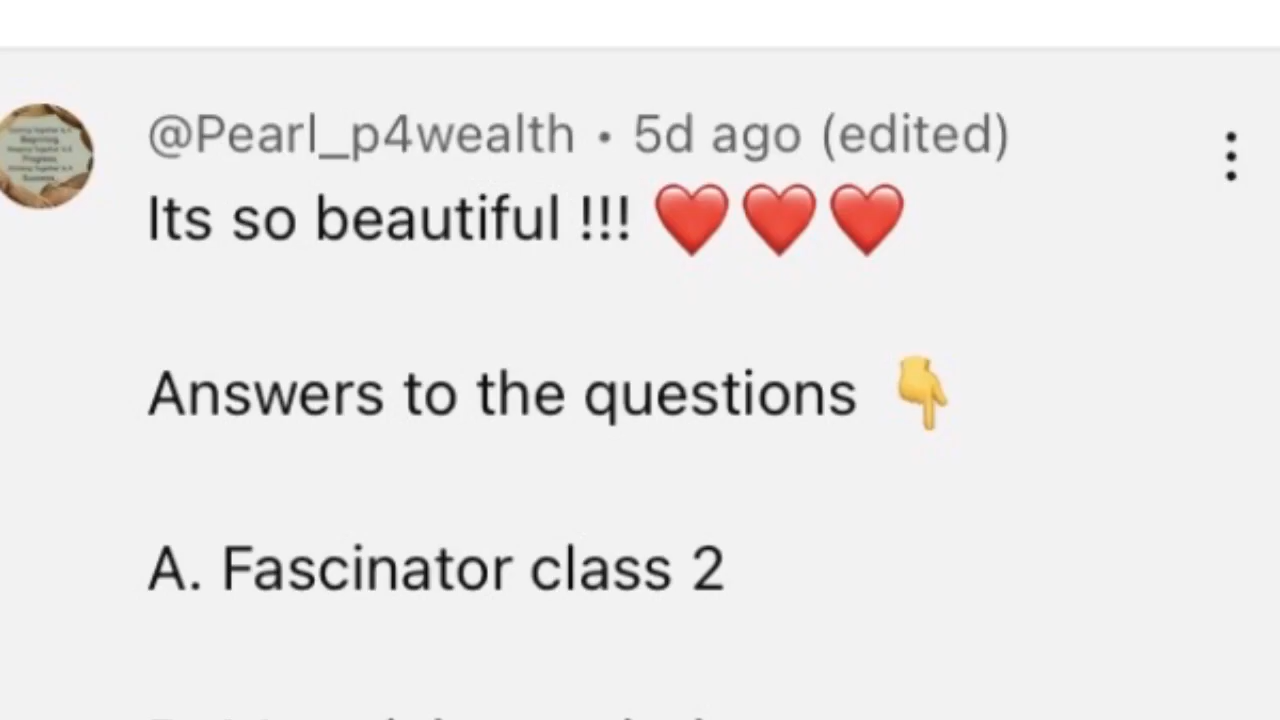 @Pearl_p4wealth • 5d ago (edited)
Its so beautiful !!! ❤️❤️❤️
Answers to the questions 👇
A. Fascinator class 2